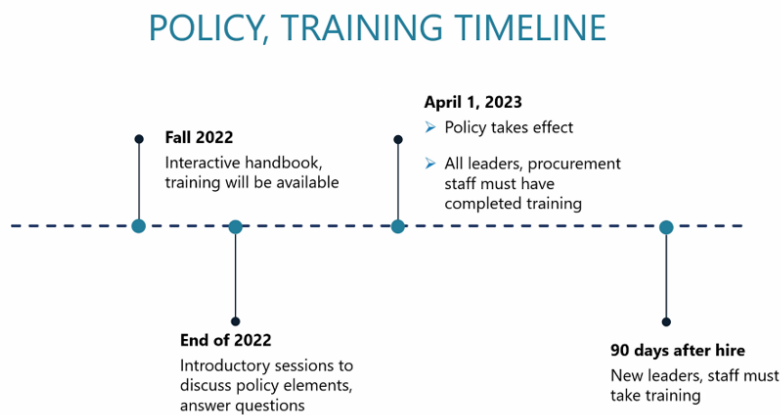 POLICY, TRAINING TIMELINE
Fall 2022
Interactive handbook,
training will be available
April 1, 2023
➢ Policy takes effect
➢ All leaders, procurement
staff must have
completed training
End of 2022
Introductory sessions to
discuss policy elements,
answer questions
90 days after hire
New leaders, staff must
take training